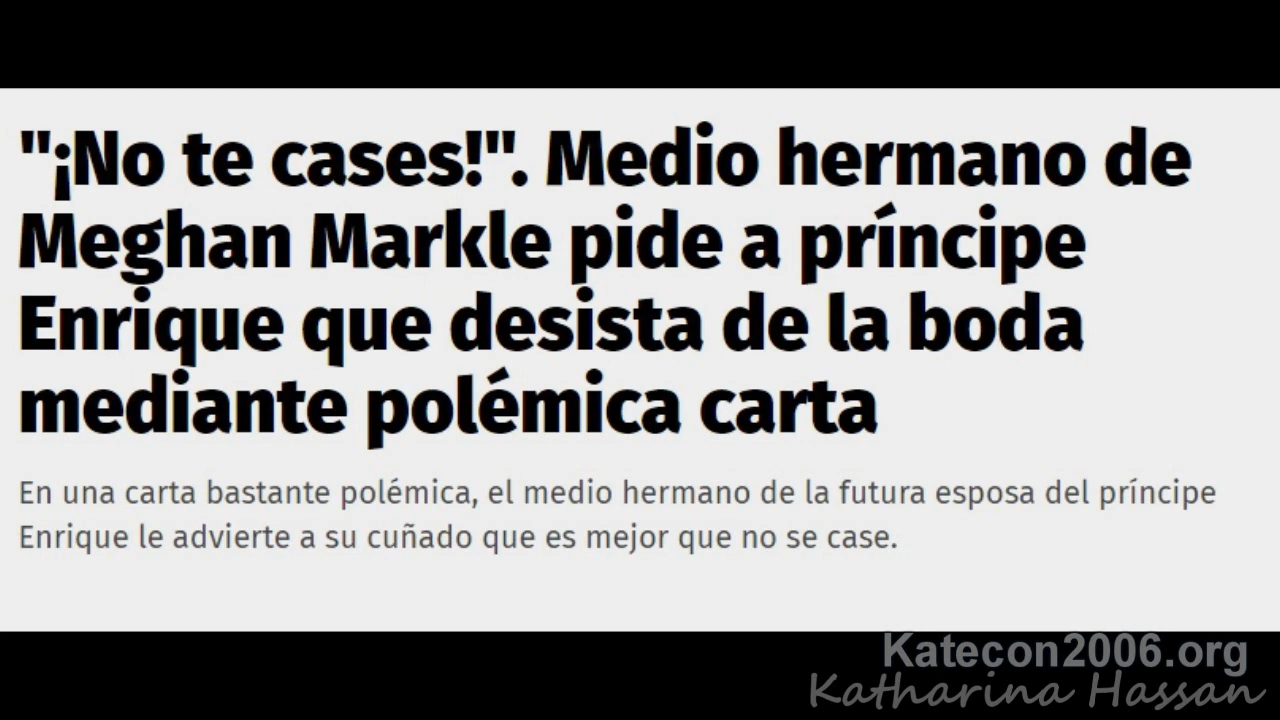 "¡No te cases!". Medio hermano de
Meghan Markle pide a príncipe
Enrique que desista de la boda
mediante polémica carta
En una carta bastante polémica, el medio hermano de la futura esposa del príncipe
Enrique le advierte a su cuñado que es mejor que no se case.
Katecon2006.org
Katharina Hassan